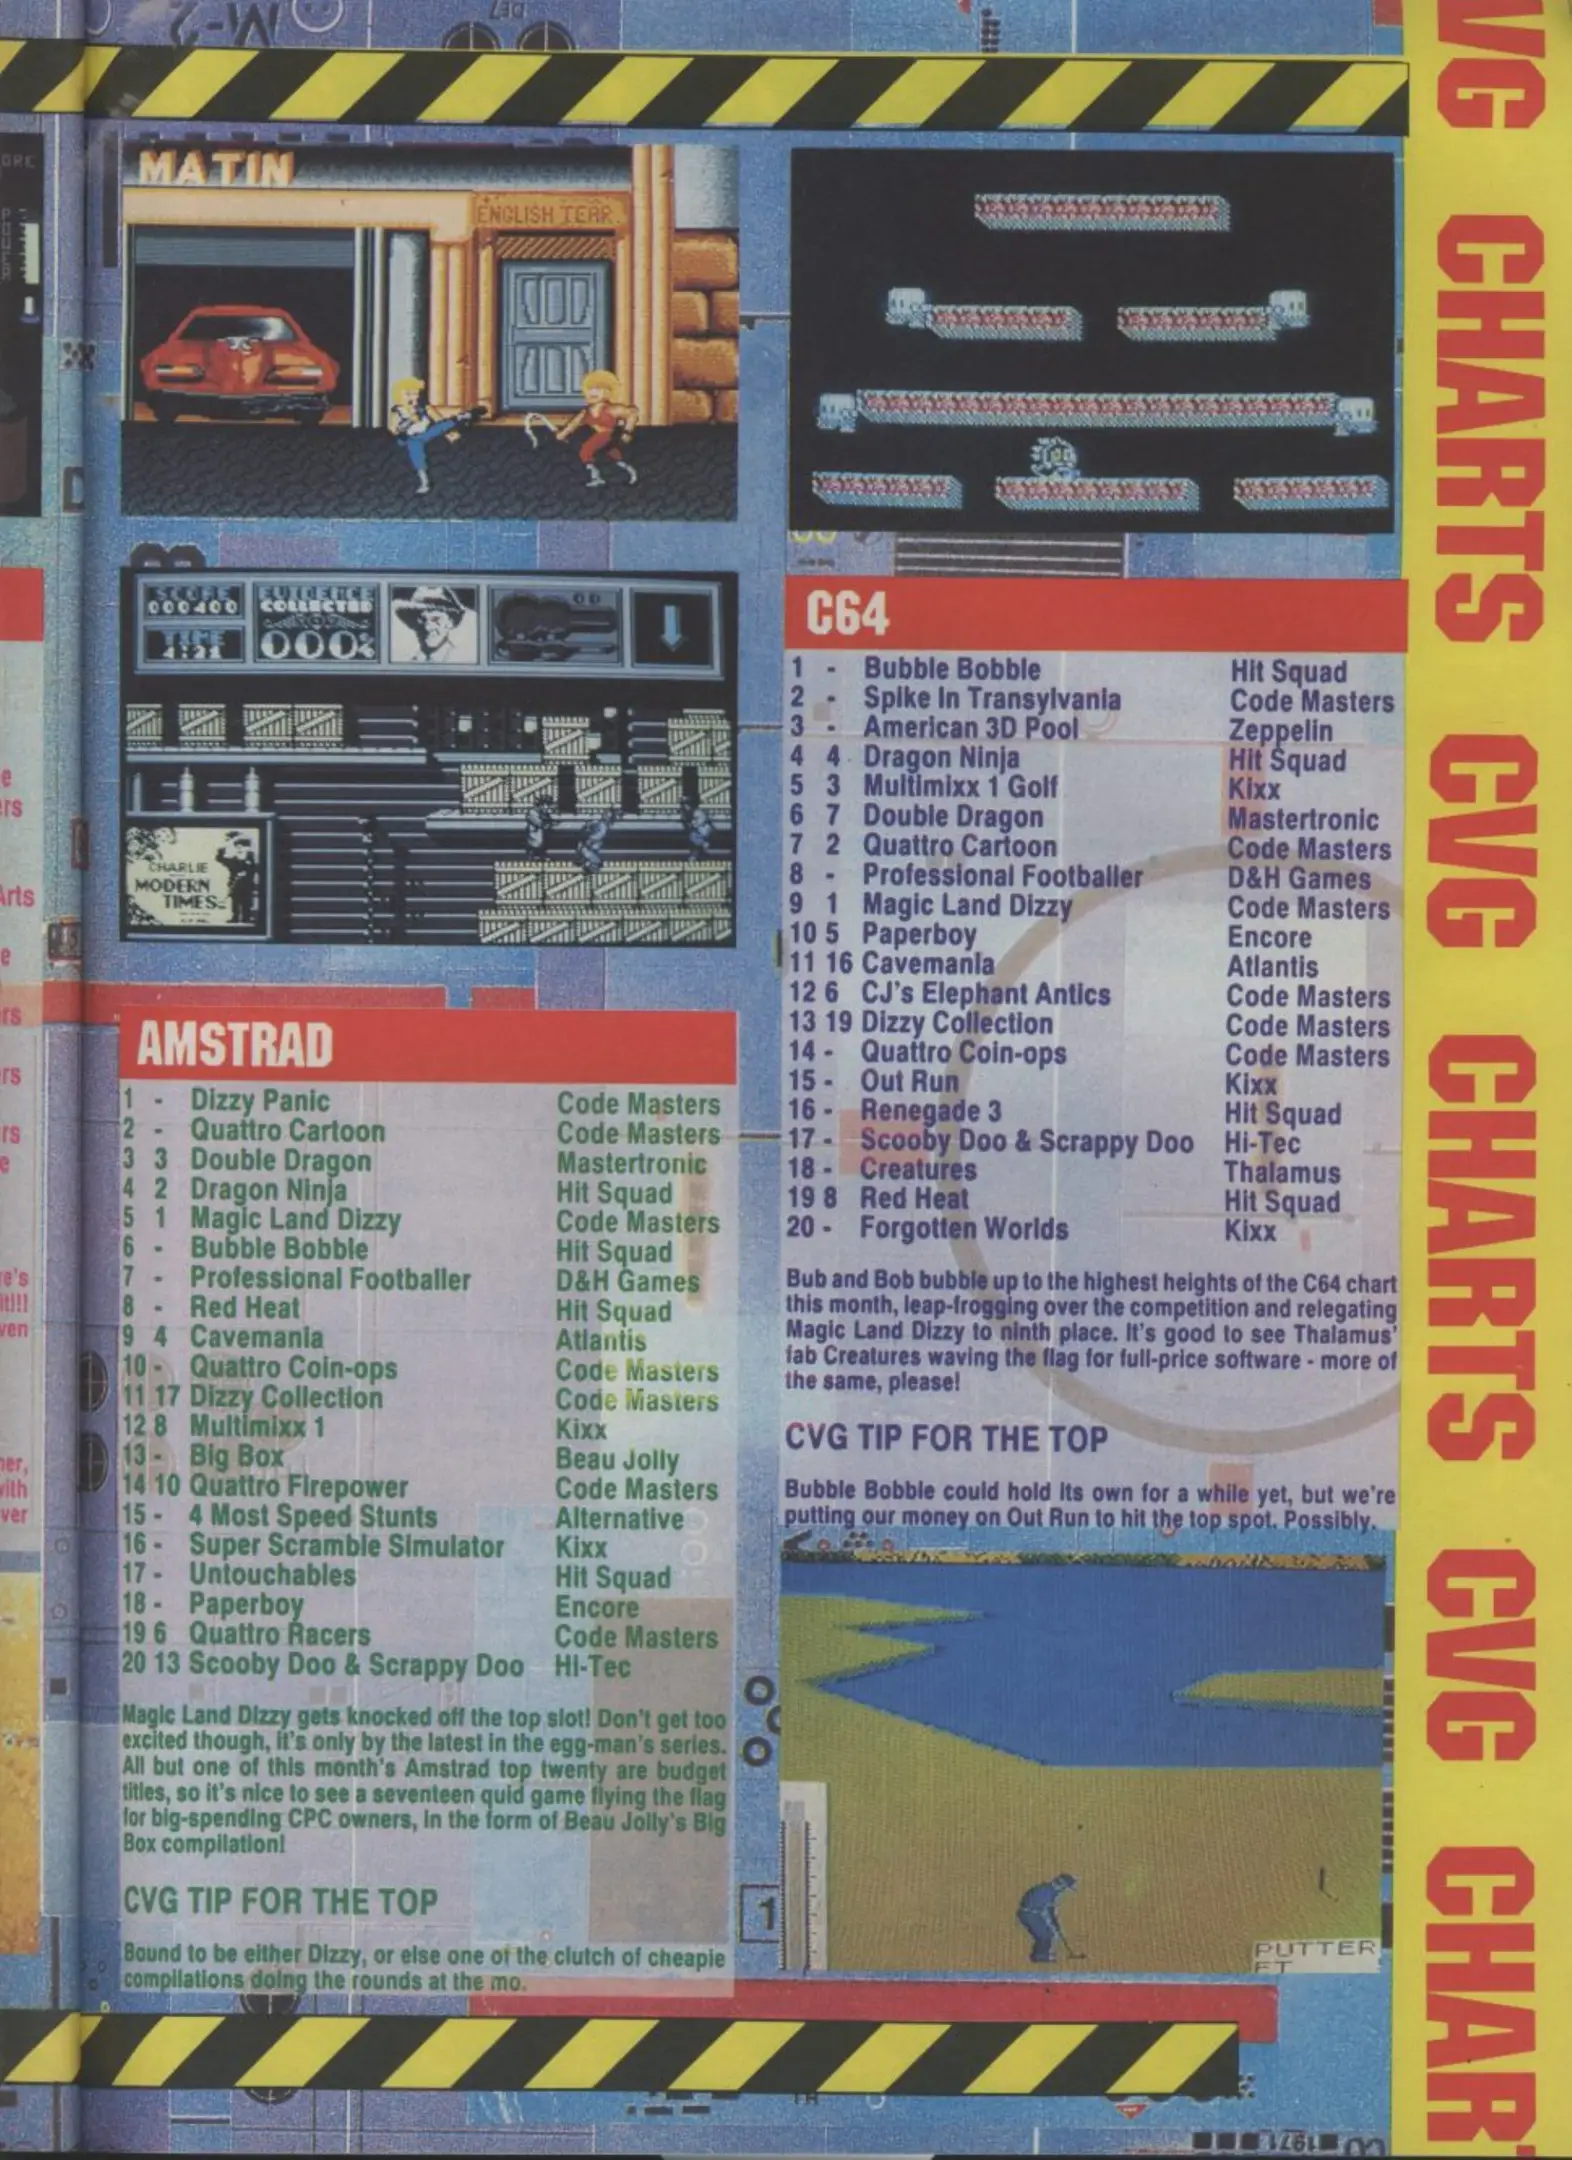 MATIN
ENGLISH TEAR.
SCORE
000400
TIME
4:21
EVIDENCE
COLLECTED
000%
CHARLIE
MODERN
TIMES
AMSTRAD
1 - Dizzy Panic Code Masters
2 - Quattro Cartoon Code Masters
3 3 Double Dragon Mastertronic
4 2 Dragon Ninja Hit Squad
5 1 Magic Land Dizzy Code Masters
6 - Bubble Bobble Hit Squad
7 - Professional Footballer D&H Games
8 - Red Heat Hit Squad
9 4 Cavemania Atlantis
10 - Quattro Coin-ops Code Masters
11 17 Dizzy Collection Code Masters
12 8 Multimixx 1 Kixx
13 - Big Box Beau Jolly
14 10 Quattro Firepower Code Masters
15 - 4 Most Speed Stunts Alternative
16 - Super Scramble Simulator Kixx
17 - Untouchables Hit Squad
18 - Paperboy Encore
19 6 Quattro Racers Code Masters
20 13 Scooby Doo & Scrappy Doo Hi-Tec
Magic Land Dizzy gets knocked off the top slot! Don't get too
excited though, it's only by the latest in the egg-man's series.
All but one of this month's Amstrad top twenty are budget
titles, so it's nice to see a seventeen quid game flying the flag
for big-spending CPC owners, in the form of Beau Jolly's Big
Box compilation!
CVG TIP FOR THE TOP
Bound to be either Dizzy, or else one of the clutch of cheapie
compilations doing the rounds at the mo.
C64
1 - Bubble Bobble Hit Squad
2 - Spike In Transylvania Code Masters
3 - American 3D Pool Zeppelin
4 4 Dragon Ninja Hit Squad
5 3 Multimixx 1 Golf Kixx
6 7 Double Dragon Mastertronic
7 2 Quattro Cartoon Code Masters
8 - Professional Footballer D&H Games
9 1 Magic Land Dizzy Code Masters
10 5 Paperboy Encore
11 16 Cavemania Atlantis
12 6 CJ's Elephant Antics Code Masters
13 19 Dizzy Collection Code Masters
14 - Quattro Coin-ops Code Masters
15 - Out Run Kixx
16 - Renegade 3 Hit Squad
17 - Scooby Doo & Scrappy Doo Hi-Tec
18 - Creatures Thalamus
19 8 Red Heat Hit Squad
20 - Forgotten Worlds Kixx
Bub and Bob bubble up to the highest heights of the C64 chart
this month, leap-frogging over the competition and relegating
Magic Land Dizzy to ninth place. It's good to see Thalamus'
fab Creatures waving the flag for full-price software - more of
the same, please!
CVG TIP FOR THE TOP
Bubble Bobble could hold its own for a while yet, but we're
putting our money on Out Run to hit the top spot. Possibly.
PUTTER
FT
VG CHARTS CVG CHARTS CVG CHAR